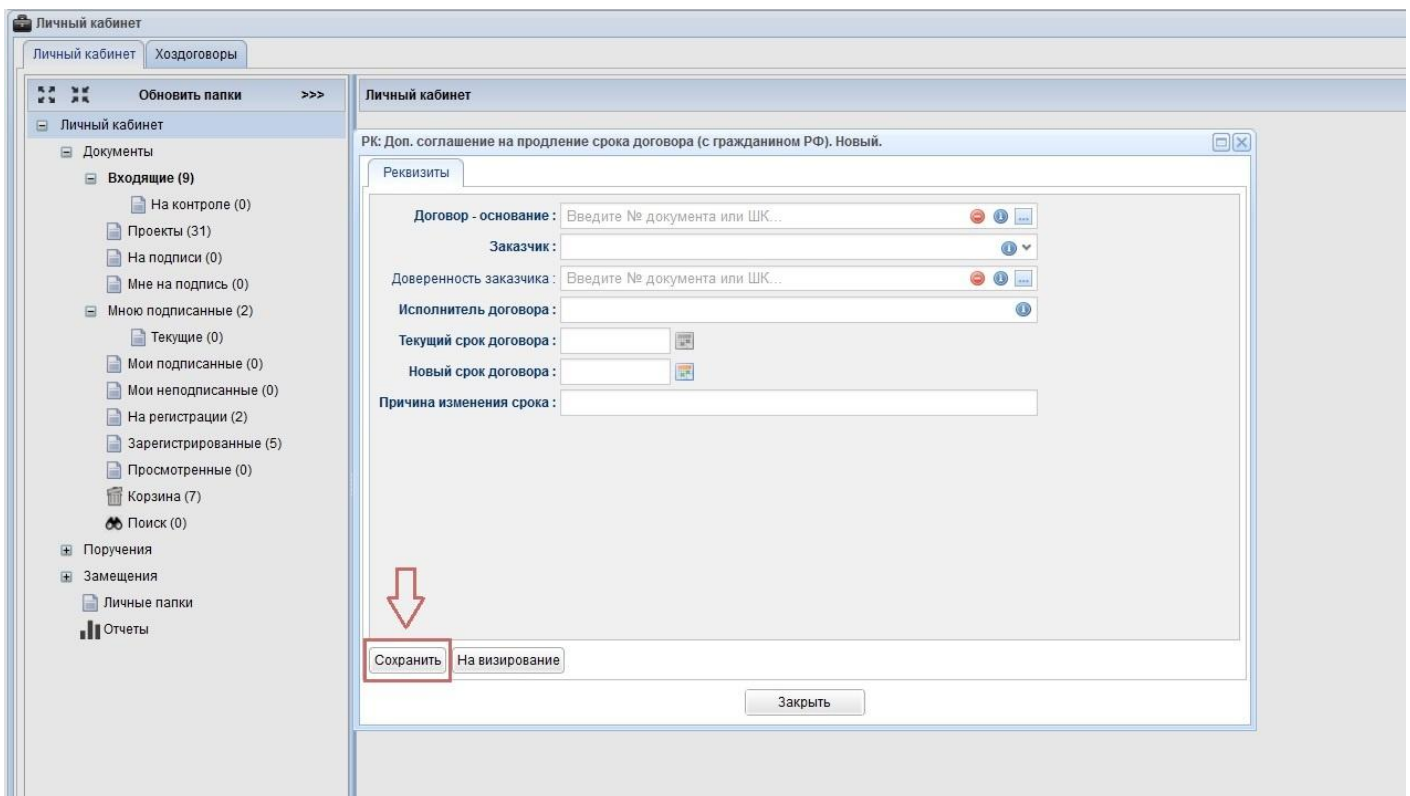 Личный кабинет
Личный кабинет
Хоздоговоры
Обновить папки >>>
Личный кабинет
Документы
Входящие (9)
На контроле (0)
Проекты (31)
На подписи (0)
Мне на подпись (0)
Мною подписанные (2)
Текущие (0)
Мои подписанные (0)
Мои неподписанные (0)
На регистрации (2)
Зарегистрированные (5)
Просмотренные (0)
Корзина (7)
Поиск (0)
Поручения
Замещения
Личные папки
Отчеты
Личный кабинет
РК: Доп. соглашение на продление срока договора (с гражданином РФ). Новый.
Реквизиты
Договор - основание : Введите № документа или ШК...
Заказчик :
Доверенность заказчика : Введите № документа или ШК...
Исполнитель договора :
Текущий срок договора :
Новый срок договора :
Причина изменения срока :
Сохранить
На визирование
Закрыть